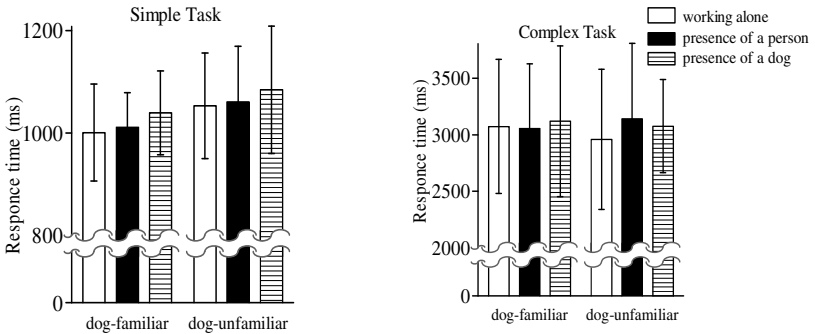 Simple Task
Responce time (ms)
1200
1000
800
0
dog-familiar
dog-unfamiliar
Complex Task
Responce time (ms)
3500
3000
2500
2000
0
dog-familiar
dog-unfamiliar
working alone
presence of a person
presence of a dog